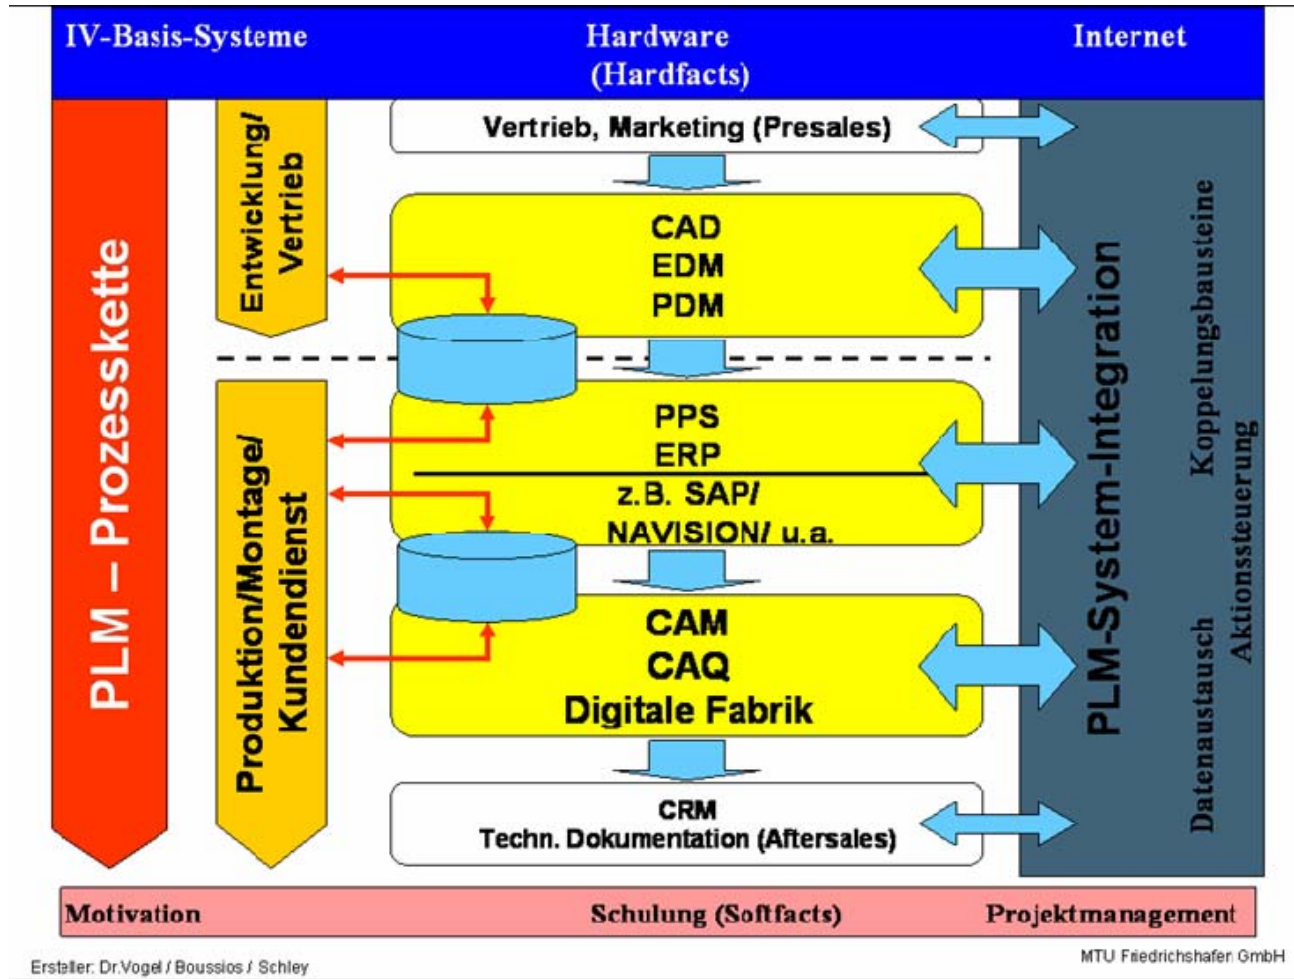 IV-Basis-Systeme
Hardware
(Hardfacts)
Internet
PLM – Prozesskette
Entwicklung/
Vertrieb
Produktion/Montage/
Kundendienst
Vertrieb, Marketing (Presales)
CAD
EDM
PDM
PPS
ERP
z.B. SAP/
NAVISION/ u.a.
CAM
CAQ
Digitale Fabrik
CRM
Techn. Dokumentation (Aftersales)
PLM-System-Integration
Datenaustausch
Koppelungsbausteine
Aktionssteuerung
Motivation
Schulung (Softfacts)
Projektmanagement
Ersteller: Dr.Vogel / Boussios / Schley
MTU Friedrichshafen GmbH